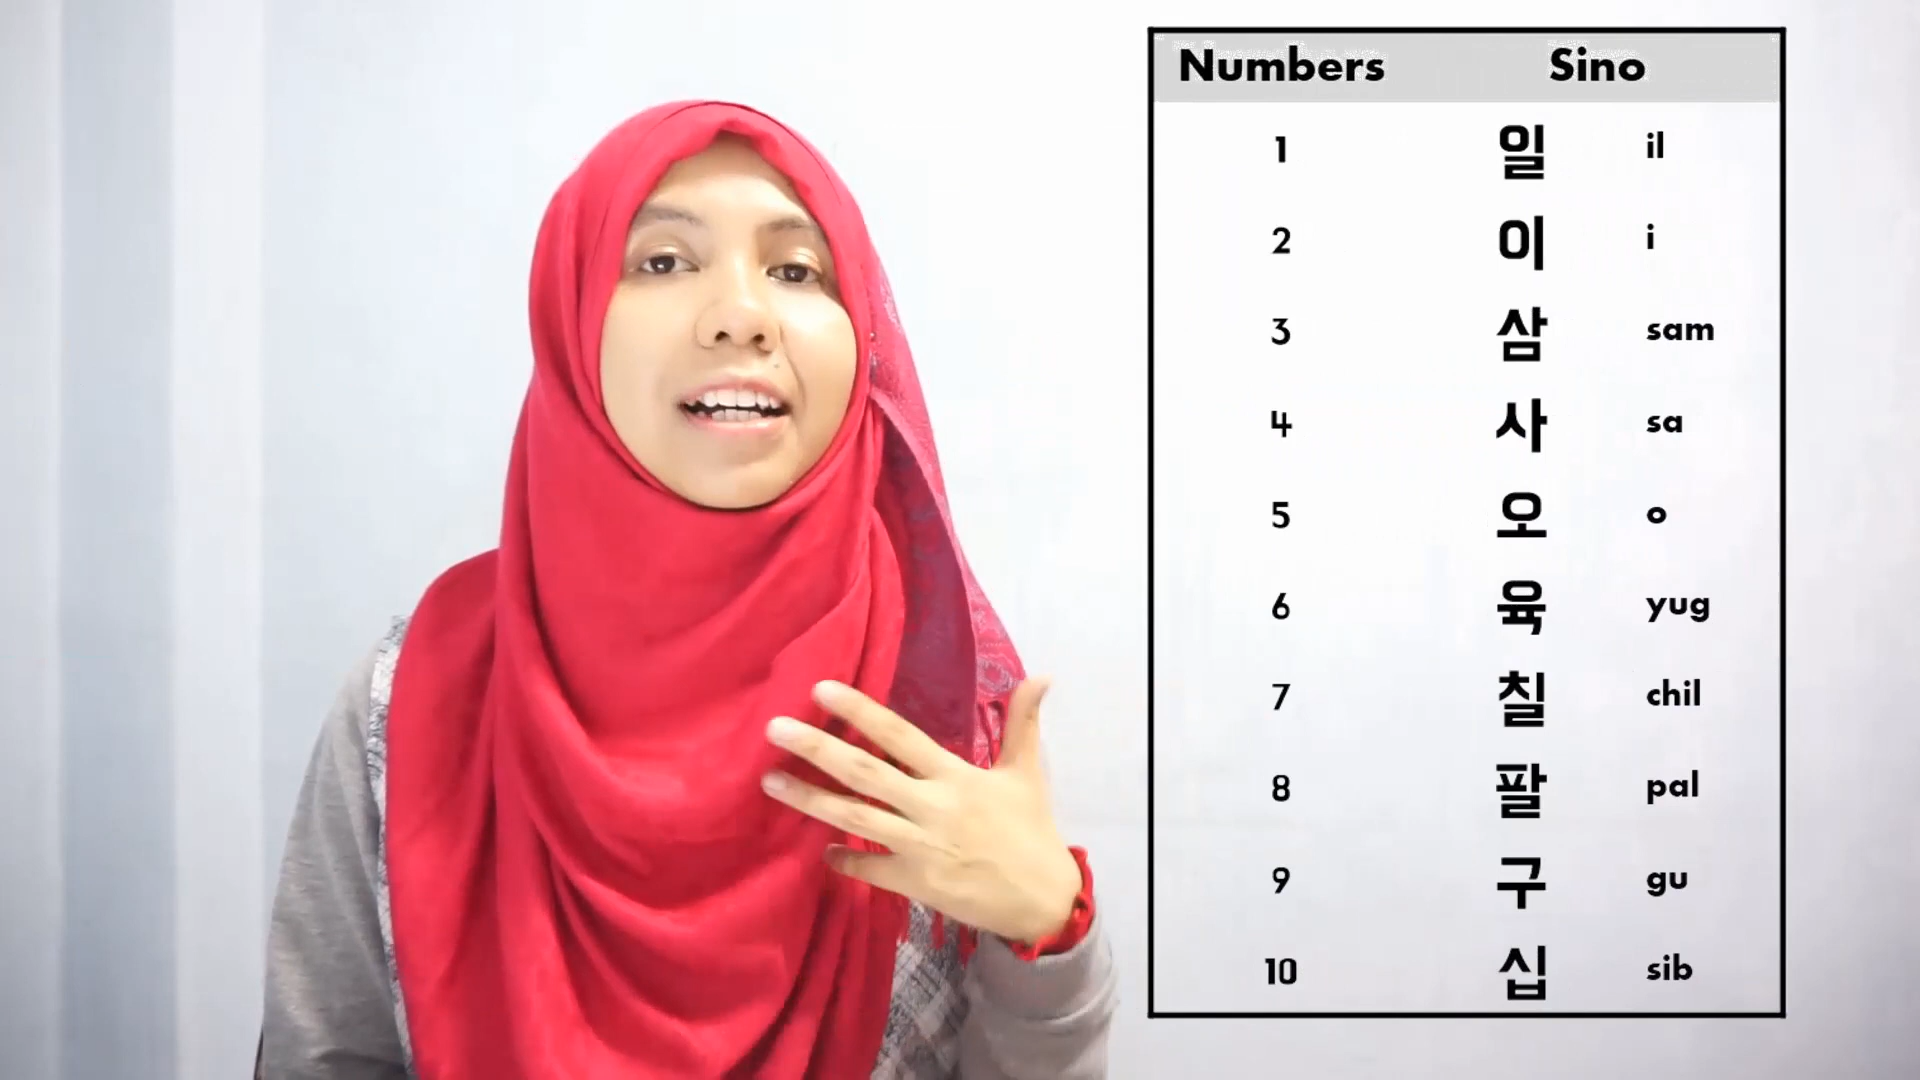 Numbers Sino
1 일 il
2 이 i
3 삼 sam
4 사 sa
5 오 o
6 육 yug
7 칠 chil
8 팔 pal
9 구 gu
10 십 sib